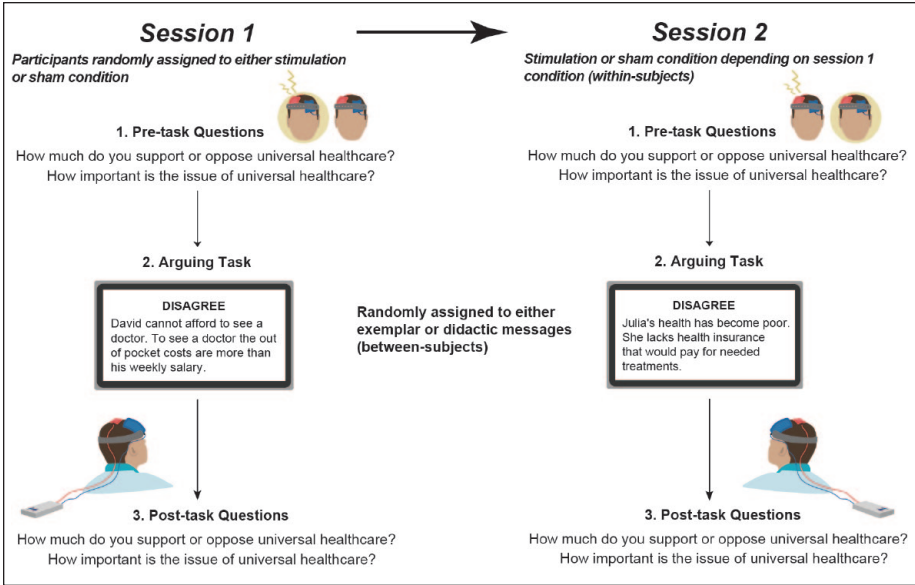 Session 1
Participants randomly assigned to either stimulation
or sham condition
1. Pre-task Questions
How much do you support or oppose universal healthcare?
How important is the issue of universal healthcare?
2. Arguing Task
DISAGREE
David cannot afford to see a
doctor. To see a doctor the out
of pocket costs are more than
his weekly salary.
3. Post-task Questions
How much do you support or oppose universal healthcare?
How important is the issue of universal healthcare?
Randomly assigned to either
exemplar or didactic messages
(between-subjects)
Session 2
Stimulation or sham condition depending on session 1
condition (within-subjects)
1. Pre-task Questions
How much do you support or oppose universal healthcare?
How important is the issue of universal healthcare?
2. Arguing Task
DISAGREE
Julia's health has become poor.
She lacks health insurance
that would pay for needed
treatments.
3. Post-task Questions
How much do you support or oppose universal healthcare?
How important is the issue of universal healthcare?